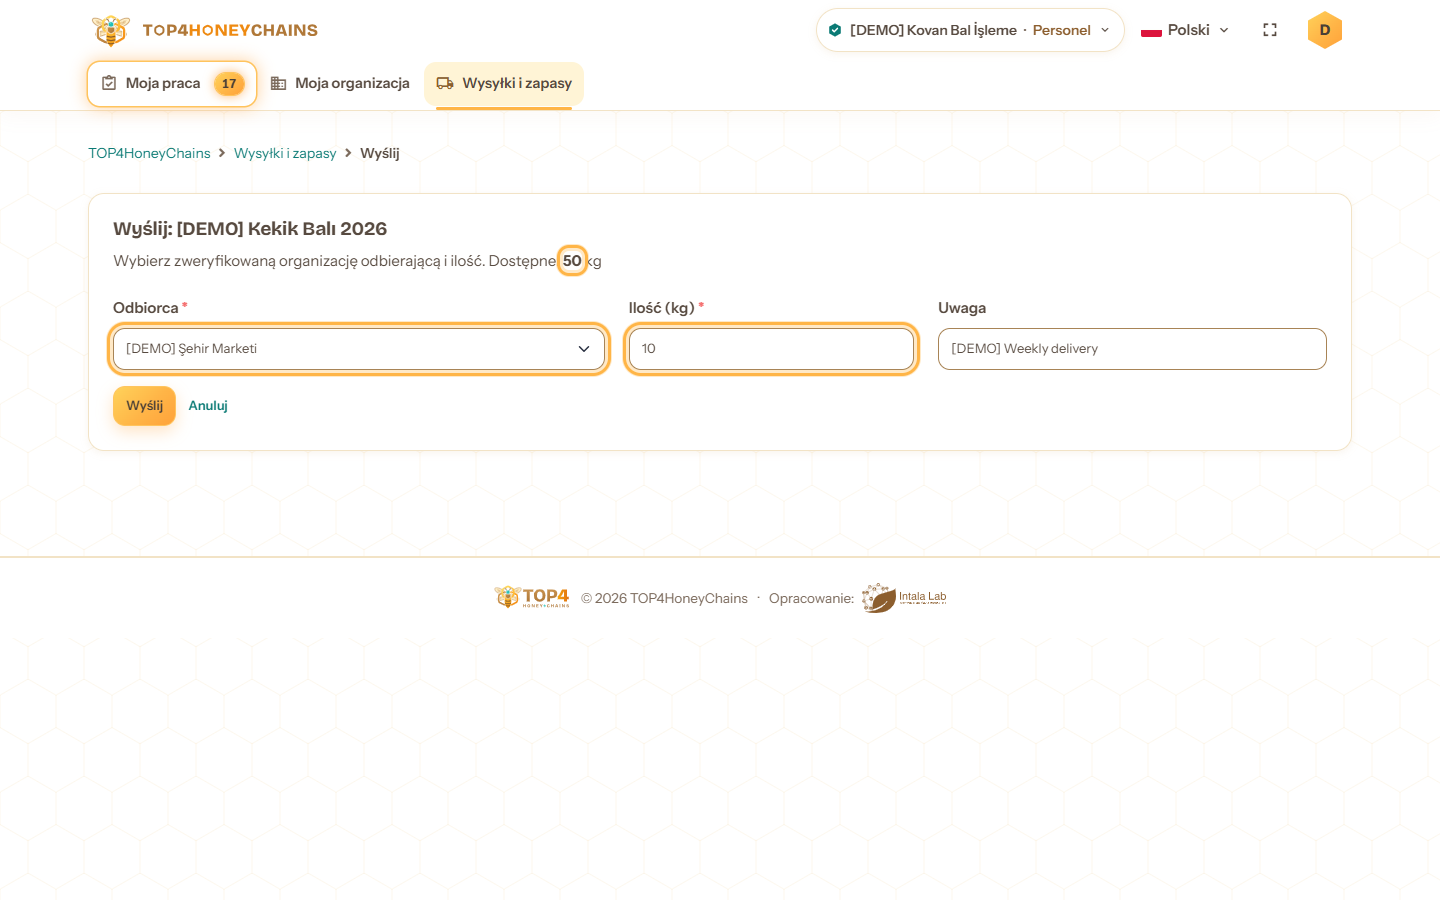 TOP4HONEYCHAINS
[DEMO] Kovan Bal İşleme · Personel
Polski
D
Moja praca 17
Moja organizacja
Wysyłki i zapasy
TOP4HoneyChains > Wysyłki i zapasy > Wyślij
Wyślij: [DEMO] Kekik Balı 2026
Wybierz zweryfikowaną organizację odbierającą i ilość. Dostępne 50 kg
Odbiorca *
Ilość (kg) *
Uwaga
[DEMO] Şehir Marketi
10
[DEMO] Weekly delivery
Wyślij
Anuluj
TOP4
HONEYCHAINS
© 2026 TOP4HoneyChains · Opracowanie:
Intala Lab